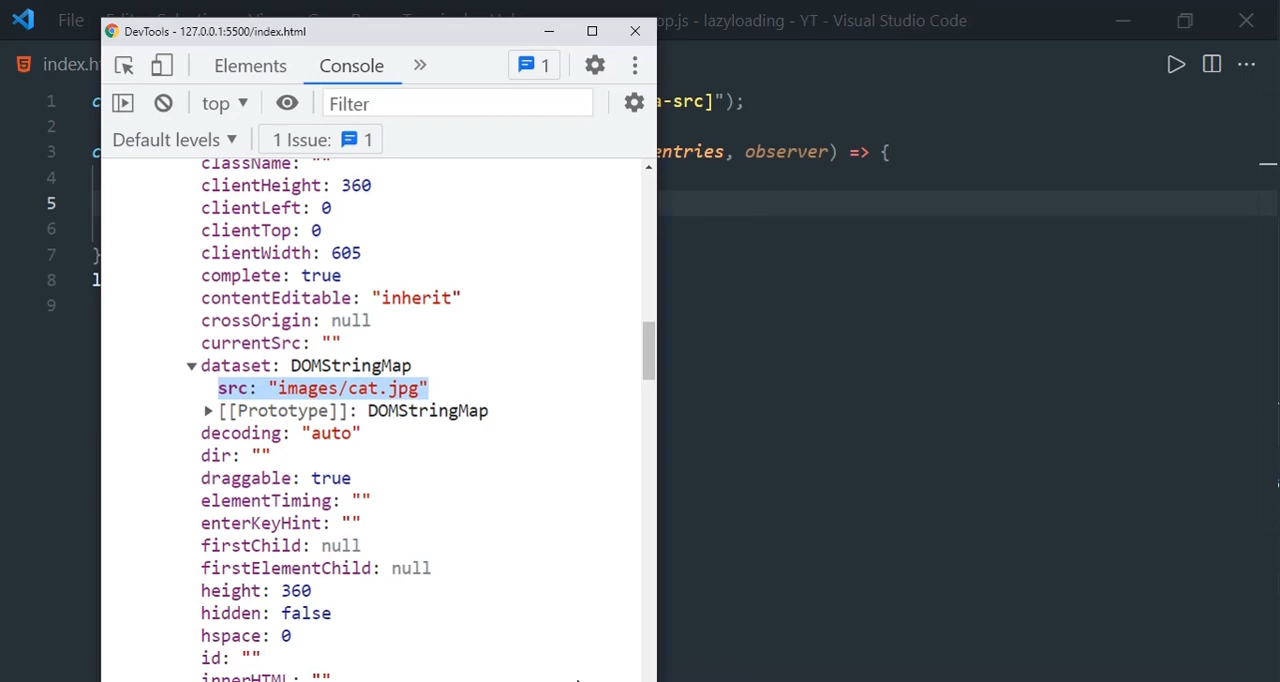 File
pp.js - lazyloading - YT - Visual Studio Code
DevTools - 127.0.0.1:5500/index.html
index.h
Elements Console 1
top Filter
Default levels 1 Issue: 1
1 c a-src]");
2
3 c entries, observer) => {
4
5
6
7 }
8 l
9
className: ""
clientHeight: 360
clientLeft: 0
clientTop: 0
clientWidth: 605
complete: true
contentEditable: "inherit"
crossOrigin: null
currentSrc: ""
dataset: DOMStringMap
src: "images/cat.jpg"
[[Prototype]]: DOMStringMap
decoding: "auto"
dir: ""
draggable: true
elementTiming: ""
enterKeyHint: ""
firstChild: null
firstElementChild: null
height: 360
hidden: false
hspace: 0
id: ""
innerHTML: ""